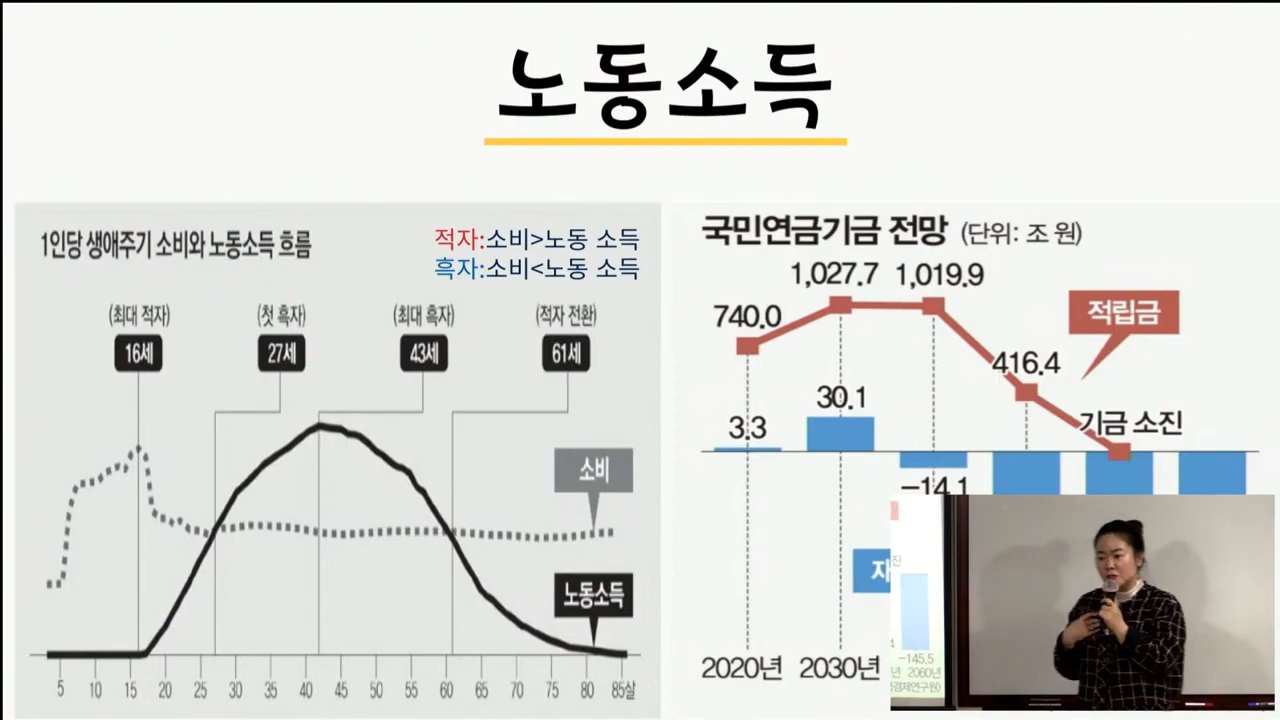 노동소득
1인당 생애주기 소비와 노동소득 흐름
적자:소비>노동 소득
흑자:소비<노동 소득
(최대 적자) (첫 흑자) (최대 흑자) (적자 전환)
16세 27세 43세 61세
소비
노동소득
5 10 15 20 25 30 35 40 45 50 55 60 65 70 75 80 85살
국민연금기금 전망 (단위: 조 원)
1,027.7 1,019.9
740.0
적립금
416.4
30.1
기금 소진
3.3
-14.1
2020년 2030년
-145.5
2060년
경제연구원)